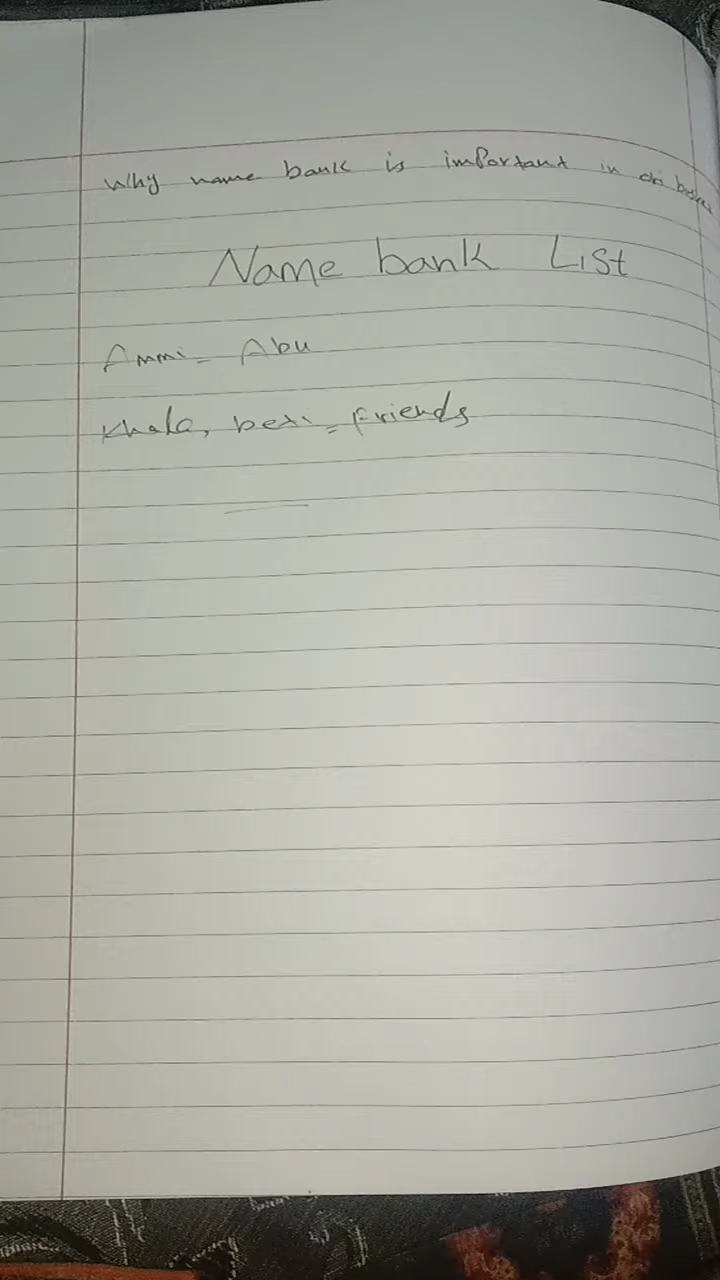 Why name bank is important in
Name bank List
Ammi - Abu
Khala, beti = friends